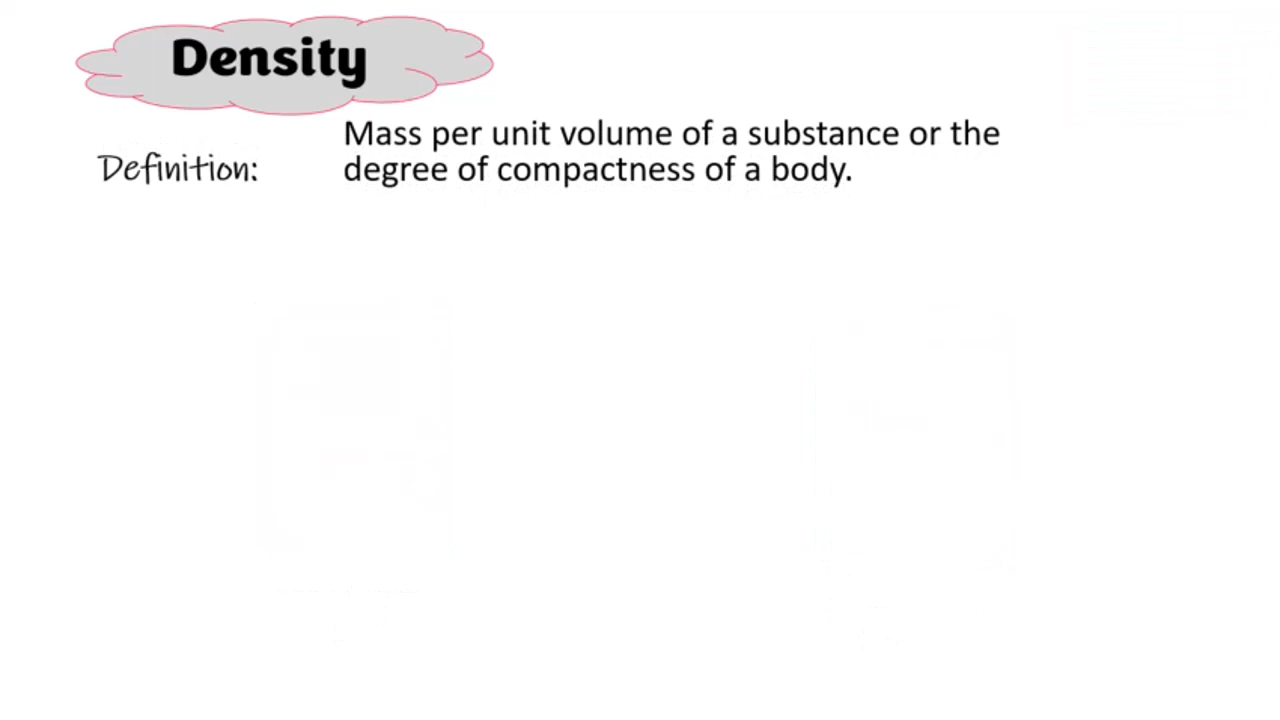 Density
Mass per unit volume of a substance or the
Definition:
degree of compactness of a body.